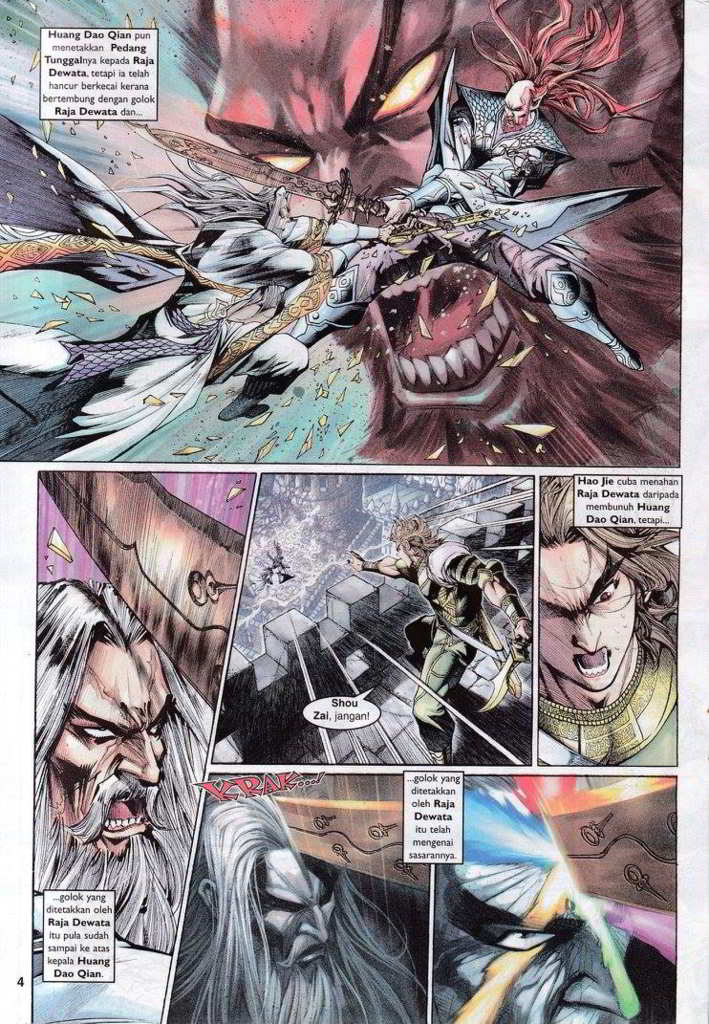 Huang Dao Qian pun
menetakkan Pedang
Tunggalnya kepada Raja
Dewata, tetapi ia telah
hancur berkecai kerana
bertembung dengan golok
Raja Dewata dan...
Hao Jie cuba menahan
Raja Dewata daripada
membunuh Huang
Dao Qian, tetapi...
Shou
Zai, jangan!
...golok yang
ditetakkan oleh
Raja Dewata
itu pula sudah
sampai ke atas
kepala Huang
Dao Qian.
KRAK...!
...golok yang
ditetakkan
oleh Raja
Dewata
itu telah
mengenai
sasarannya.
4